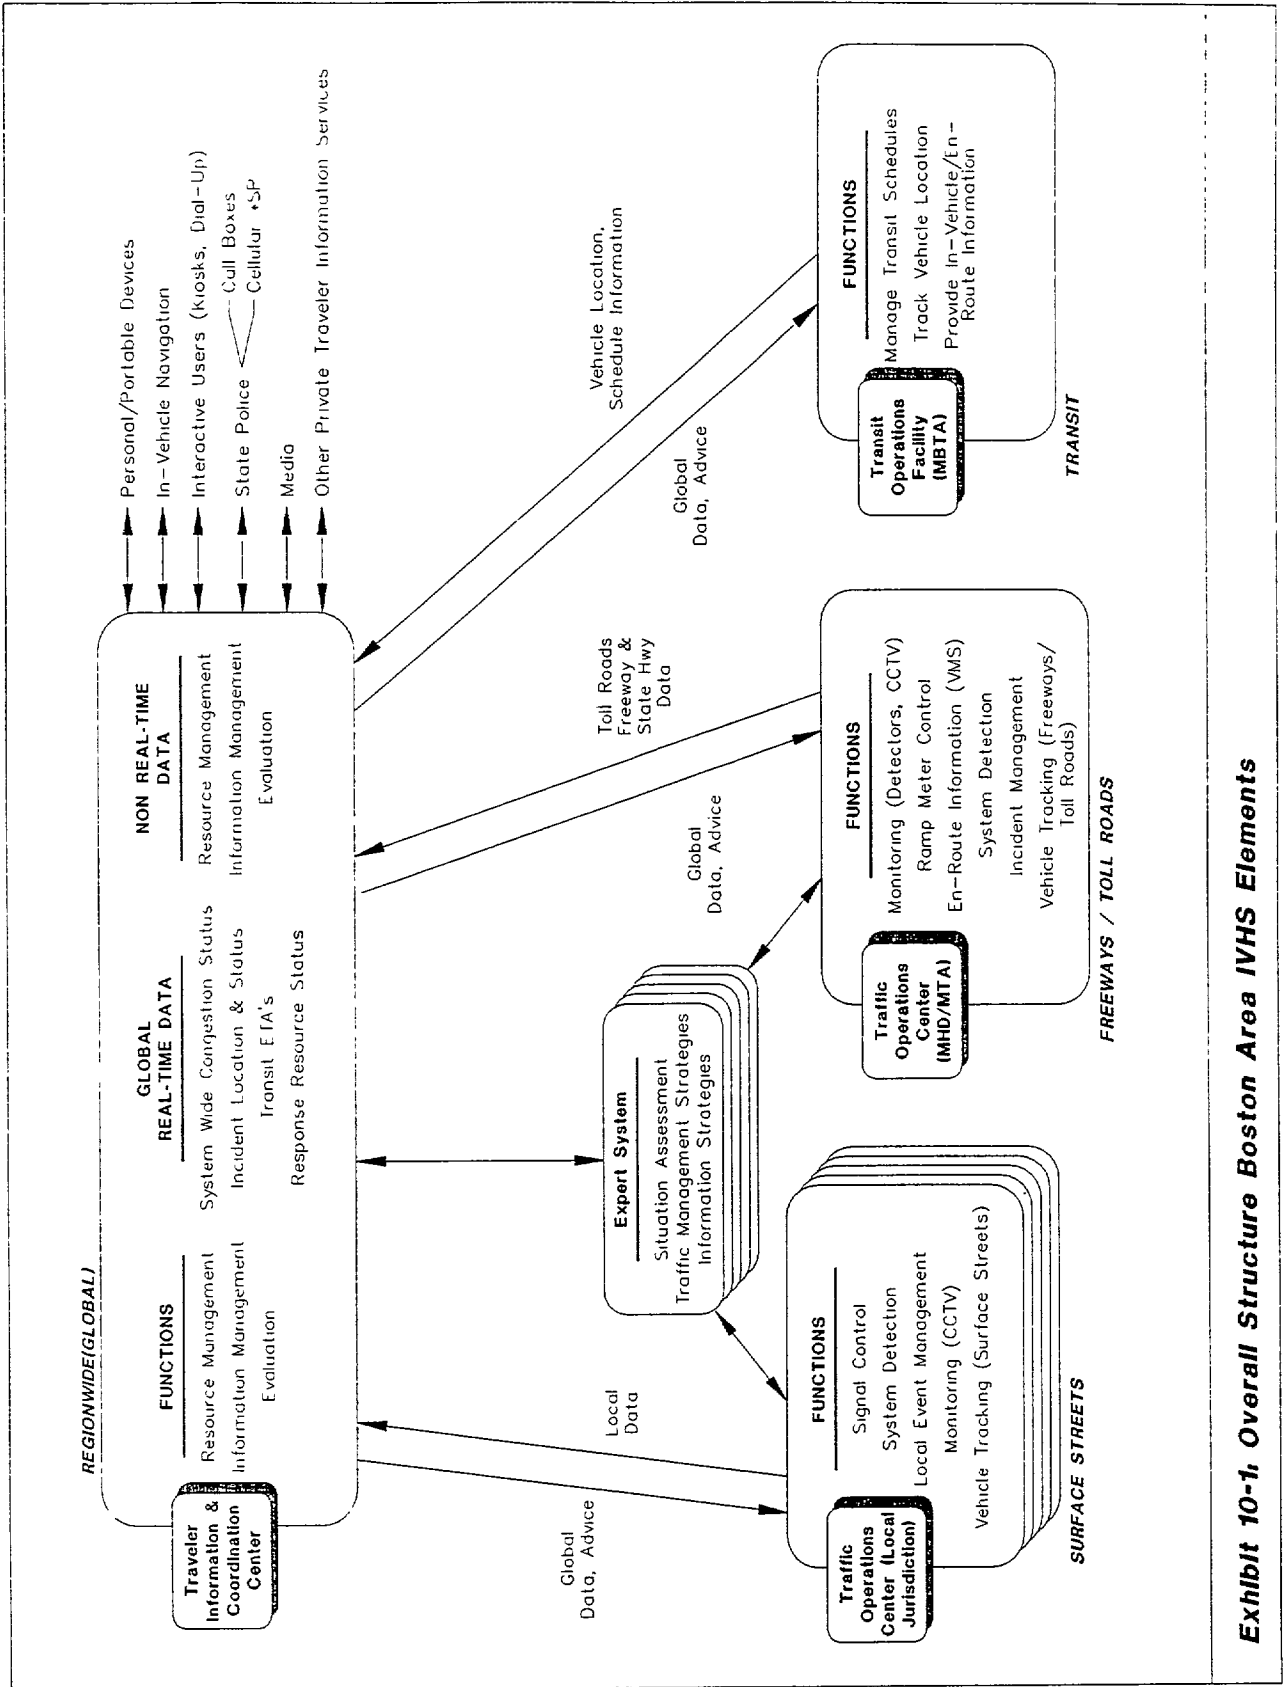 REGIONWIDE(GLOBAL)
Traveler
Information &
Coordination
Center
FUNCTIONS
Resource Management
Information Management
Evaluation
GLOBAL
REAL-TIME DATA
System Wide Congestion Status
Incident Location & Status
Transit ETA's
Response Resource Status
NON REAL-TIME
DATA
Resource Management
Information Management
Evaluation
Personal/Portable Devices
In-Vehicle Navigation
Interactive Users (Kiosks, Dial-Up)
State Police
Call Boxes
Cellular *SP
Media
Other Private Traveler Information Services
Global
Data, Advice
Local
Data
Expert System
Situation Assessment
Traffic Management Strategies
Information Strategies
Global
Data, Advice
Toll Roads
Freeway &
State Hwy
Data
Global
Data, Advice
Vehicle Location,
Schedule Information
Traffic
Operations
Center (Local
Jurisdiction)
FUNCTIONS
Signal Control
System Detection
Local Event Management
Monitoring (CCTV)
Vehicle Tracking (Surface Streets)
SURFACE STREETS
Traffic
Operations
Center
(MHD/MTA)
FUNCTIONS
Monitoring (Detectors, CCTV)
Ramp Meter Control
En-Route Information (VMS)
System Detection
Incident Management
Vehicle Tracking (Freeways/
Toll Roads)
FREEWAYS / TOLL ROADS
Transit
Operations
Facility
(MBTA)
FUNCTIONS
Manage Transit Schedules
Track Vehicle Location
Provide In-Vehicle/En-
Route Information
TRANSIT
Exhibit 10-1, Overall Structure Boston Area IVHS Elements